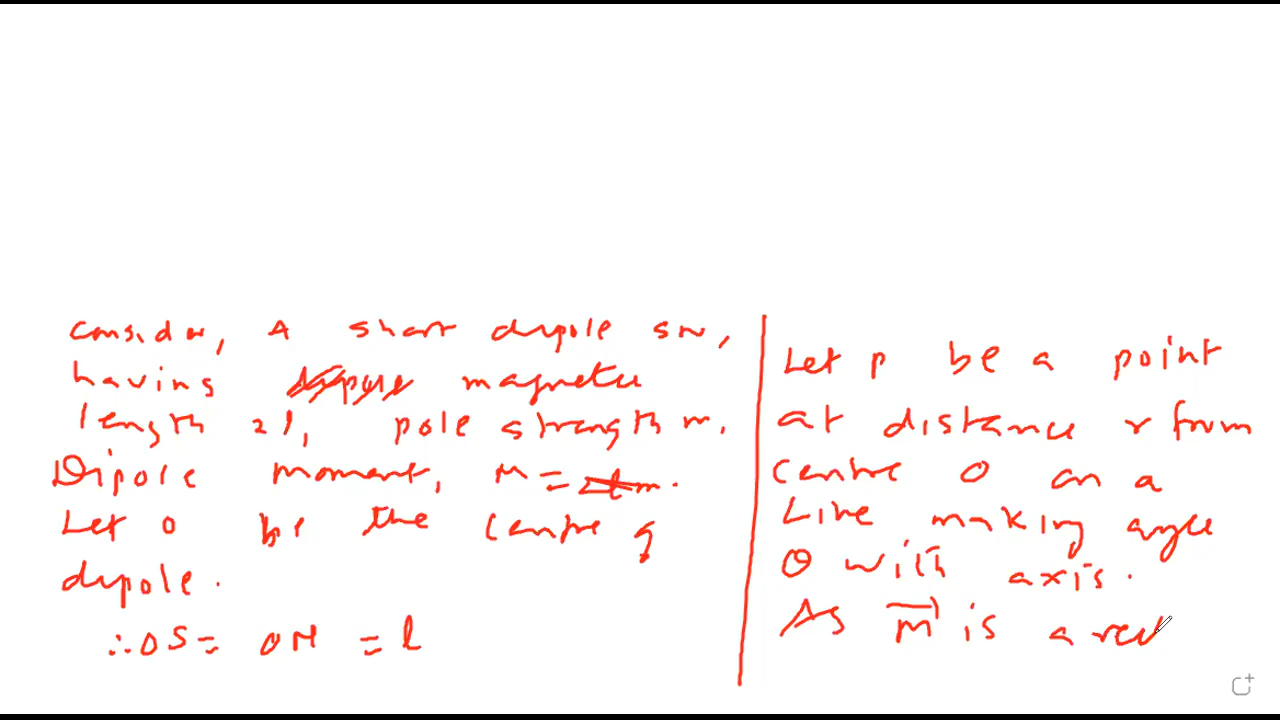 Consider, A short dipole SN,
having magnetic
length 2l, pole strength m.
Dipole moment, M = 2lm.
Let O be the centre of
dipole.
∴ OS = ON = l
Let P be a point
at distance r from
centre O on a
Line making angle
θ with axis.
As M⃗ is a vect